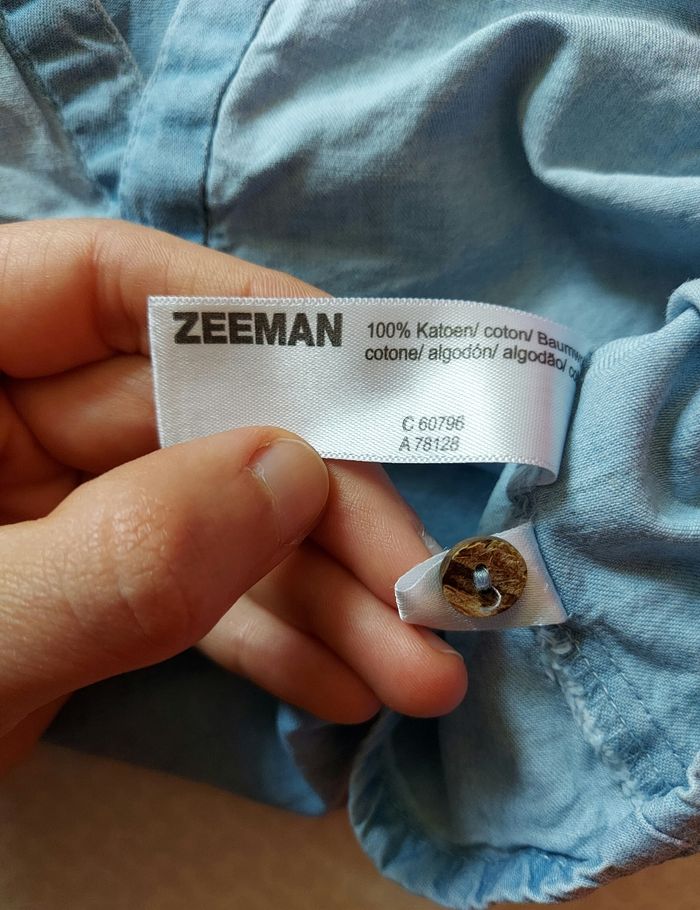 ZEEMAN
100% Katoen/ coton/
cotone/ algodón/ algodão/
C 60796
A 78128